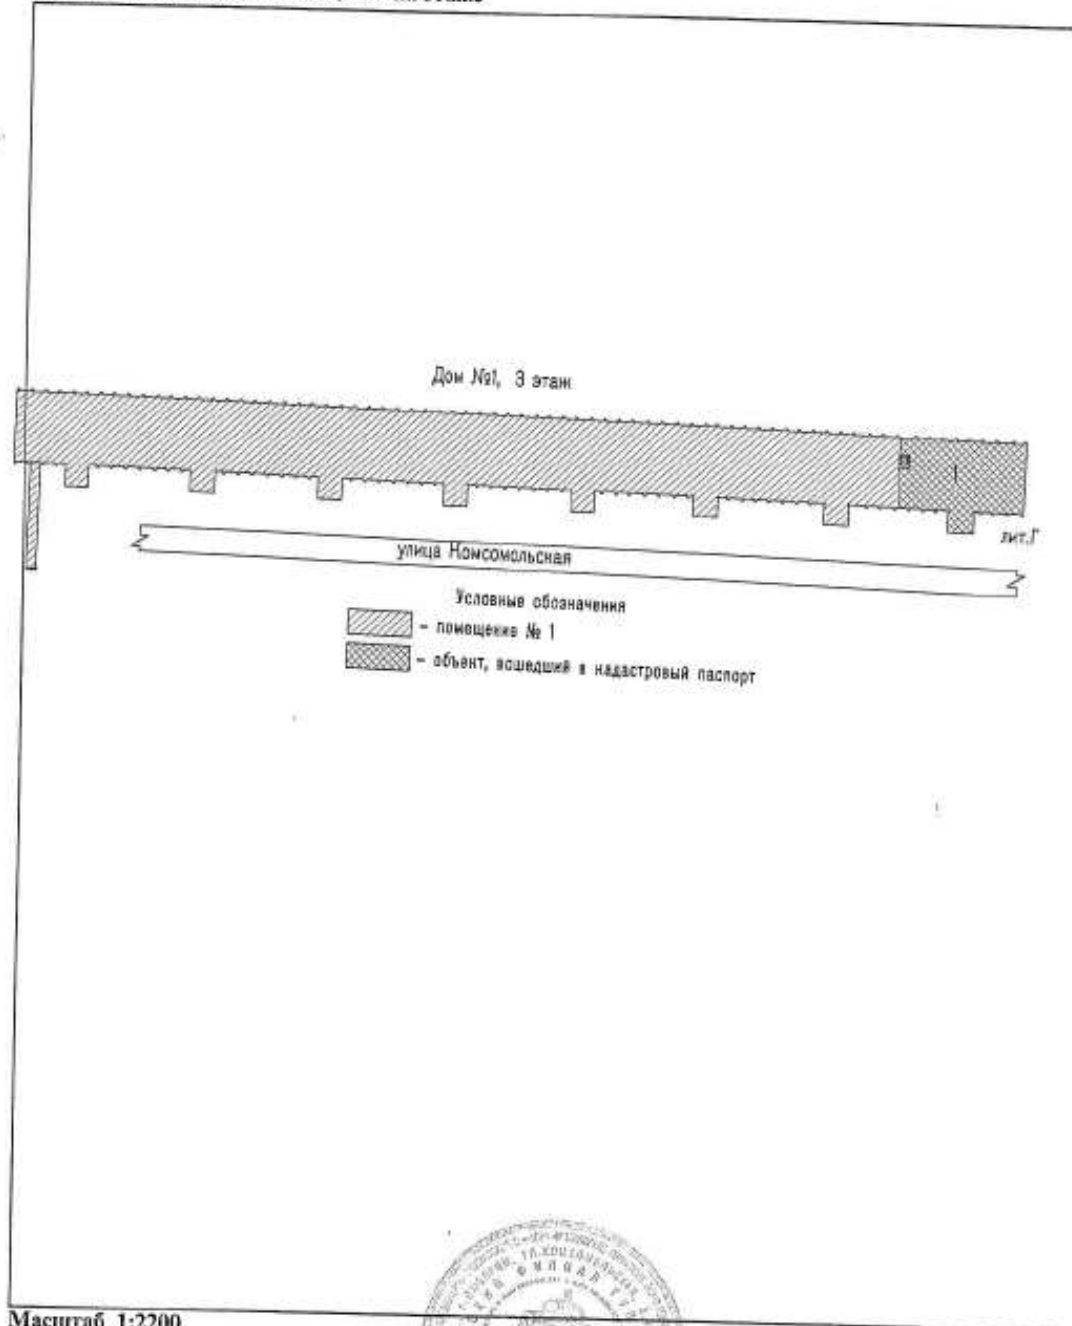 Дом №1, 3 этаж
I
лит.Г
улица Комсомольская
Условные обозначения
- помещение № 1
- объект, вошедший в кадастровый паспорт
ФИЛИАЛ
Масштаб 1:2200